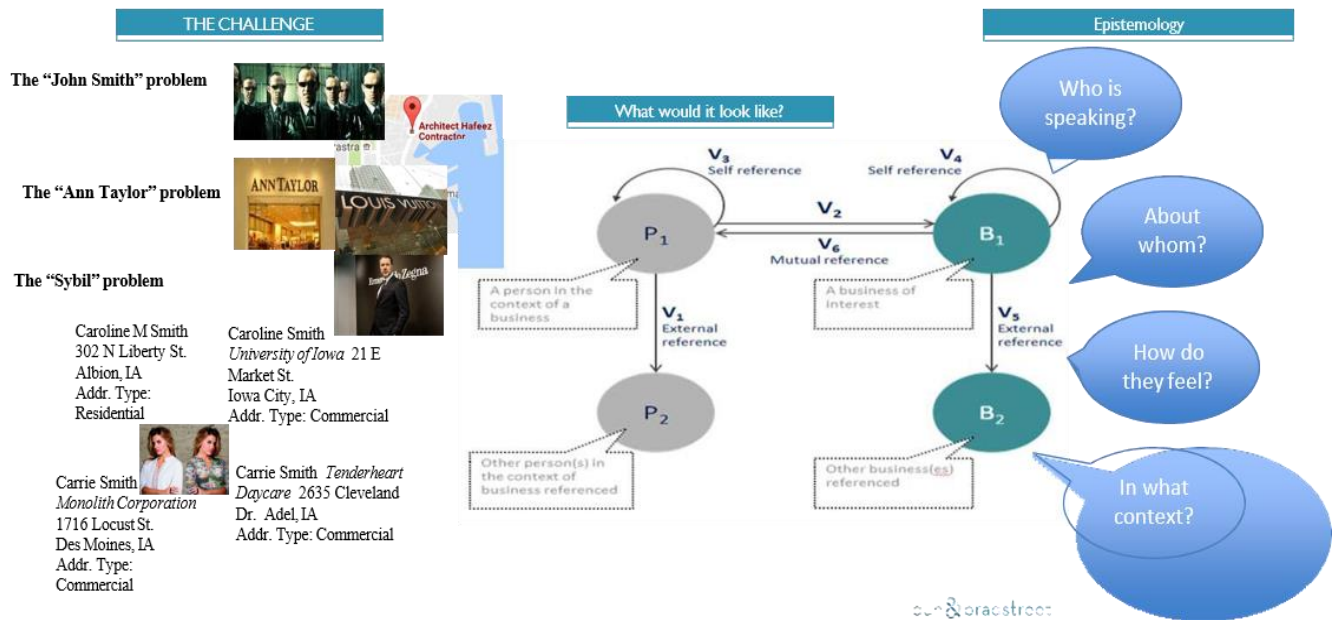 THE CHALLENGE
The “John Smith” problem
Architect Hafeez
Contractor
The “Ann Taylor” problem
ANN TAYLOR
LOUIS VUITTON
The “Sybil” problem
Zegna
Caroline M Smith
302 N Liberty St.
Albion, IA
Addr. Type:
Residential
Caroline Smith
University of Iowa 21 E
Market St.
Iowa City, IA
Addr. Type: Commercial
Carrie Smith
Monolith Corporation
1716 Locust St.
Des Moines, IA
Addr. Type:
Commercial
Carrie Smith Tenderheart
Daycare 2635 Cleveland
Dr. Adel, IA
Addr. Type: Commercial
What would it look like?
V3
Self reference
V4
Self reference
P1
V2
V6
Mutual reference
B1
A person in the
context of a
business
A business of
interest
V1
External
reference
V5
External
reference
P2
B2
Other person(s) in
the context of
business referenced
Other business(es)
referenced
Epistemology
Who is
speaking?
About
whom?
How do
they feel?
In what
context?
dun & bradstreet